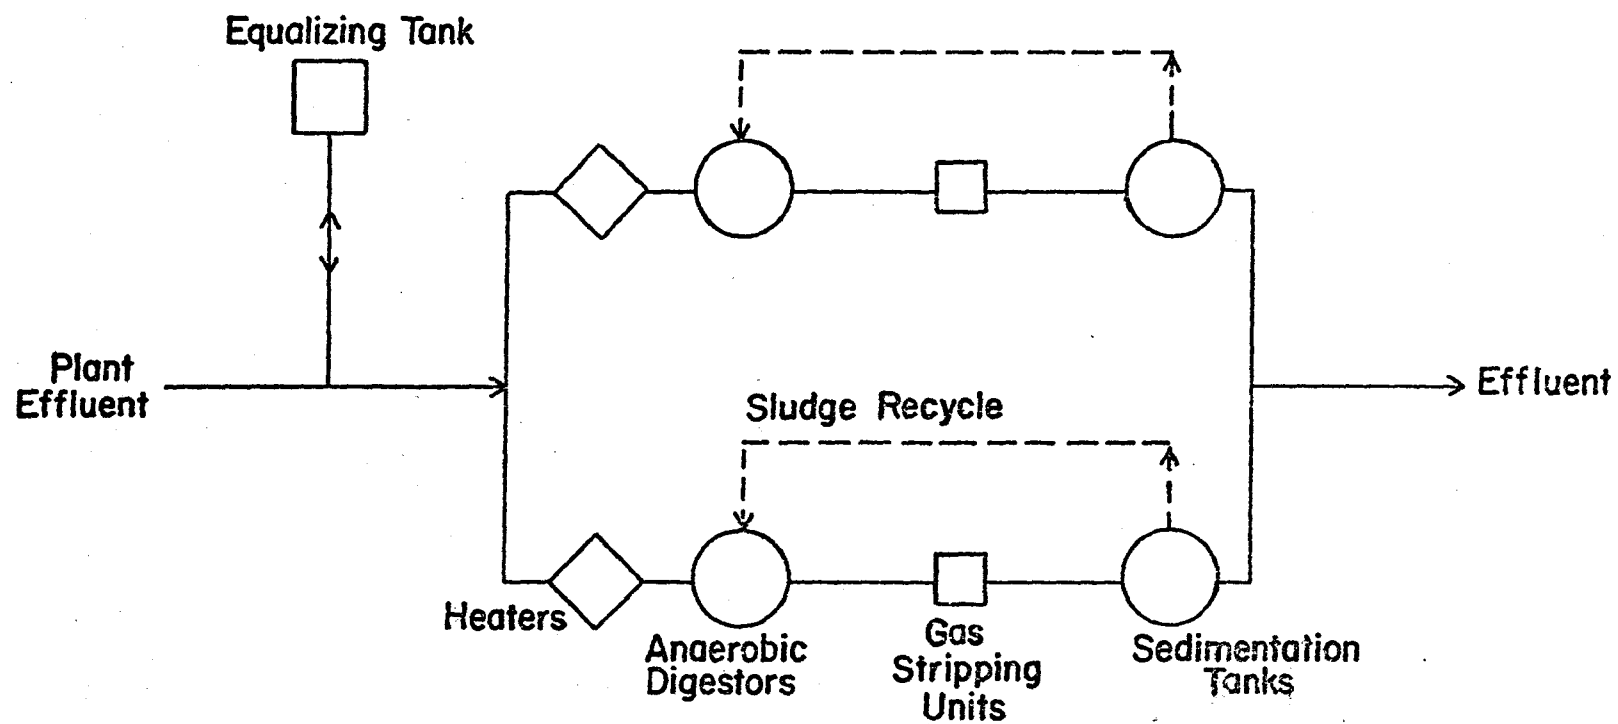 Equalizing Tank
Plant
Effluent
Effluent
Sludge Recycle
Heaters
Anaerobic
Digestors
Gas
Stripping
Units
Sedimentation
Tanks